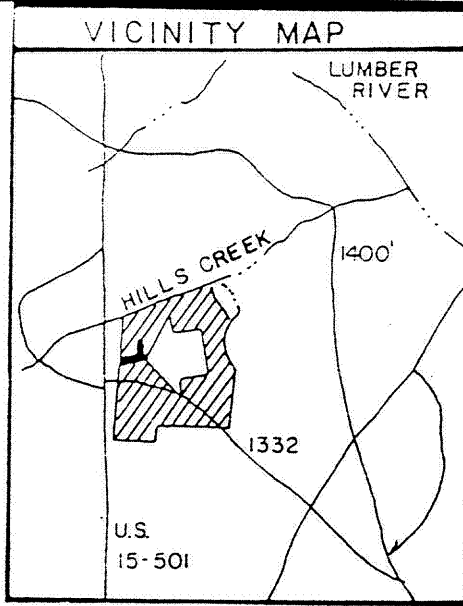 VICINITY MAP
LUMBER
RIVER
HILLS CREEK
1400'
1332
U.S.
15-501